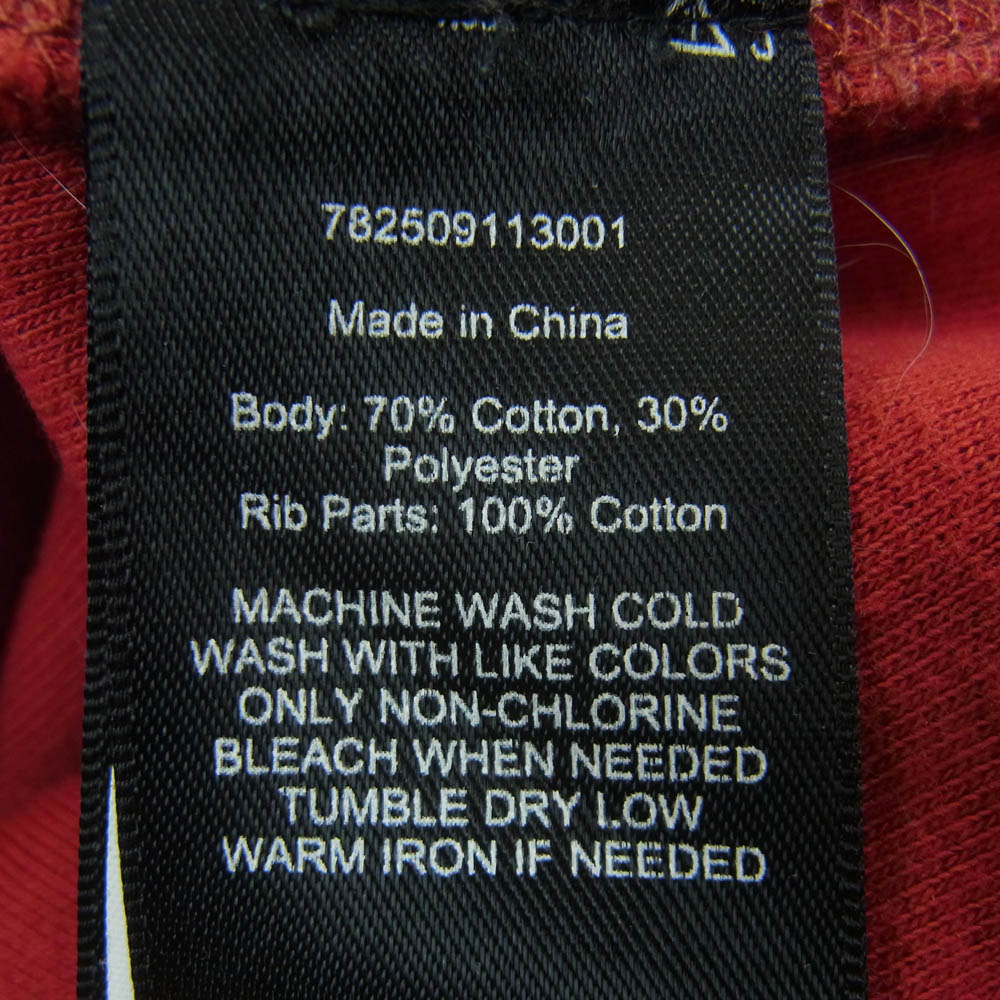 782509113001
Made in China
Body: 70% Cotton, 30%
Polyester
Rib Parts: 100% Cotton
MACHINE WASH COLD
WASH WITH LIKE COLORS
ONLY NON-CHLORINE
BLEACH WHEN NEEDED
TUMBLE DRY LOW
WARM IRON IF NEEDED